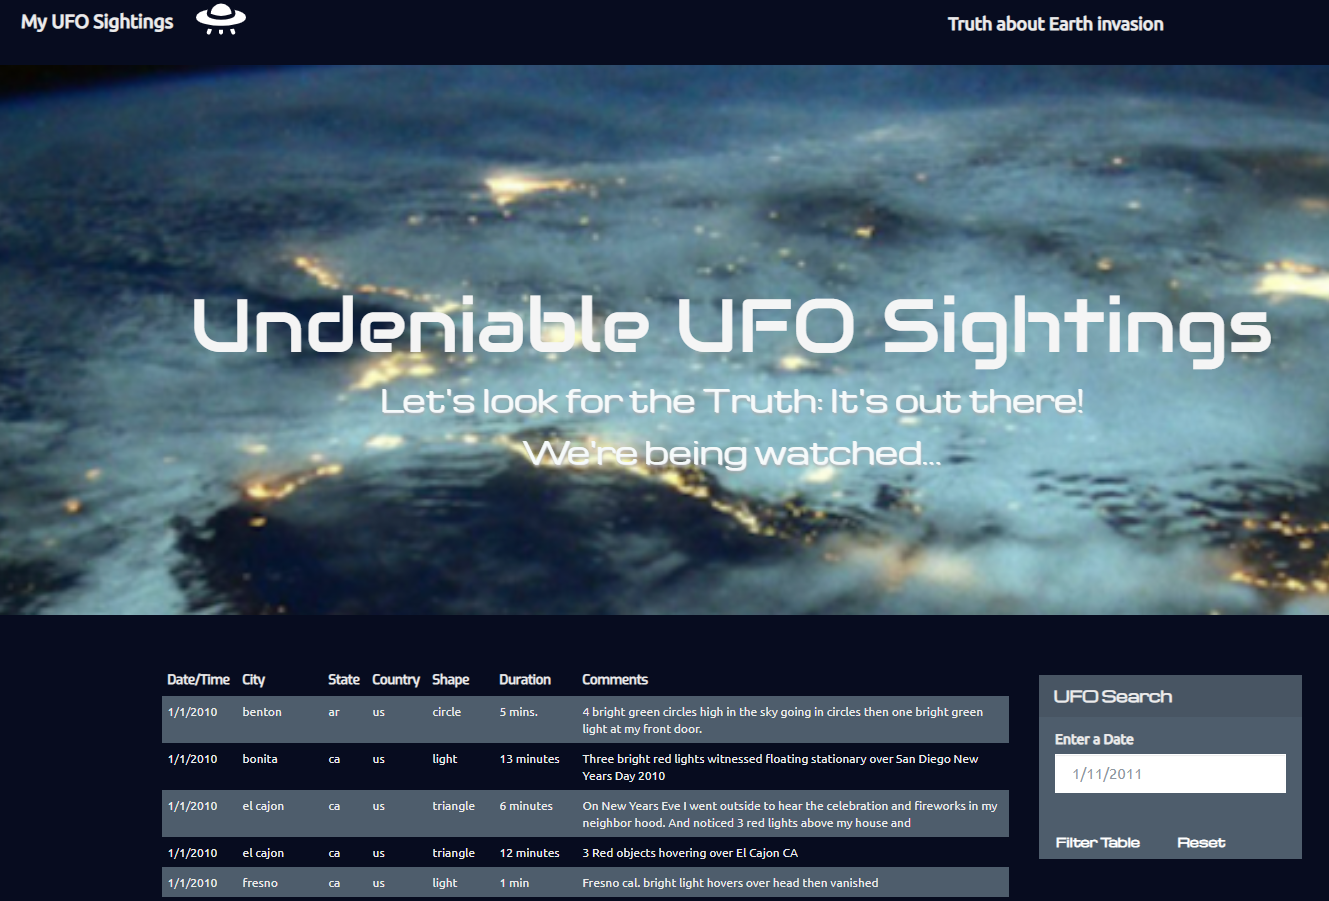 My UFO Sightings
Truth about Earth invasion
Undeniable UFO Sightings
Let's look for the Truth: It's out there!
We're being watched...
Date/Time City State Country Shape Duration Comments
1/1/2010 benton ar us circle 5 mins. 4 bright green circles high in the sky going in circles then one bright green
light at my front door.
1/1/2010 bonita ca us light 13 minutes Three bright red lights witnessed floating stationary over San Diego New
Years Day 2010
1/1/2010 el cajon ca us triangle 6 minutes On New Years Eve I went outside to hear the celebration and fireworks in my
neighbor hood. And noticed 3 red lights above my house and
1/1/2010 el cajon ca us triangle 12 minutes 3 Red objects hovering over El Cajon CA
1/1/2010 fresno ca us light 1 min Fresno cal. bright light hovers over head then vanished
UFO Search
Enter a Date
1/11/2011
Filter Table Reset